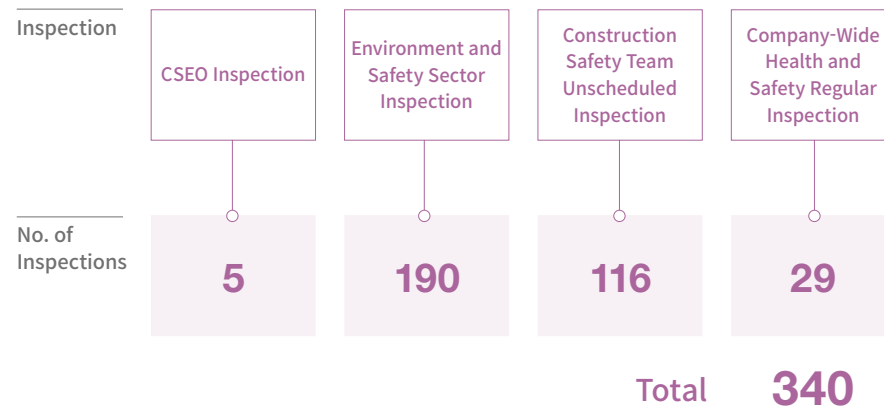 Inspection
CSEO Inspection
Environment and
Safety Sector
Inspection
Construction
Safety Team
Unscheduled
Inspection
Company-Wide
Health and
Safety Regular
Inspection
No. of
Inspections
5
190
116
29
Total 340